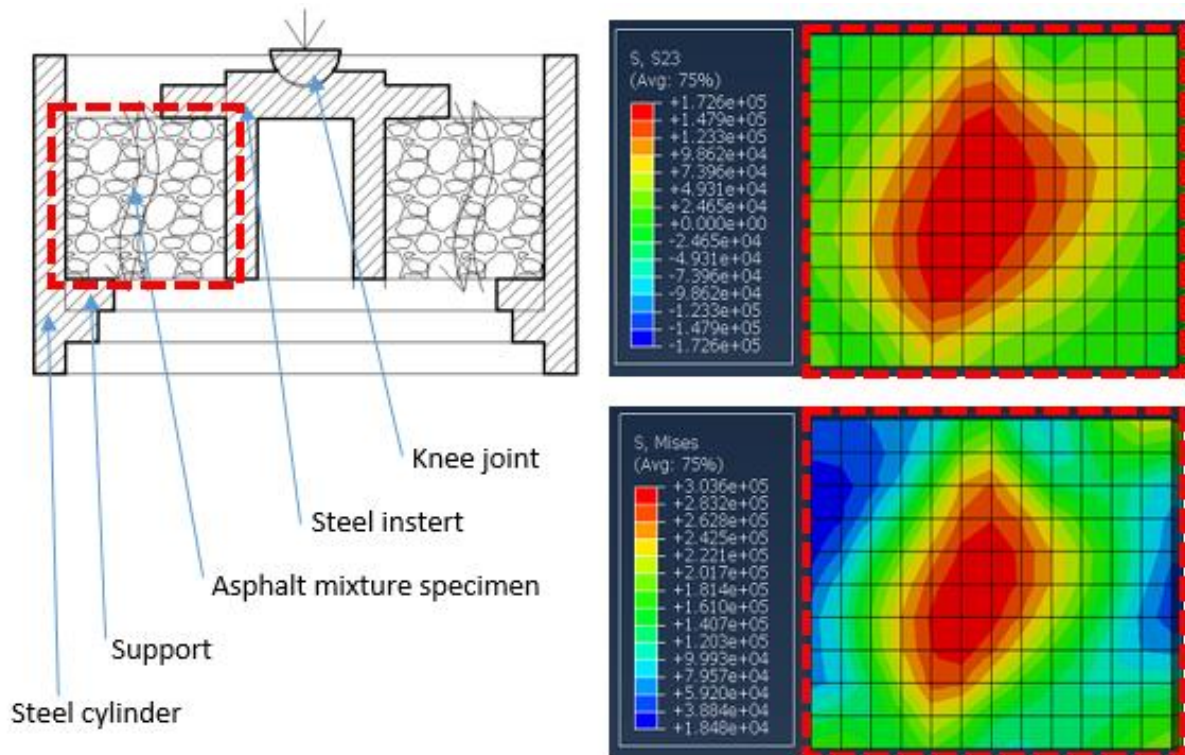 Knee joint
Steel instert
Asphalt mixture specimen
Support
Steel cylinder
S, S23
(Avg: 75%)
+1.726e+05
+1.479e+05
+1.233e+05
+9.862e+04
+7.396e+04
+4.931e+04
+2.465e+04
+0.000e+00
-2.465e+04
-4.931e+04
-7.396e+04
-9.862e+04
-1.233e+05
-1.479e+05
-1.726e+05
S, Mises
(Avg: 75%)
+3.036e+05
+2.832e+05
+2.628e+05
+2.425e+05
+2.221e+05
+2.017e+05
+1.814e+05
+1.610e+05
+1.407e+05
+1.203e+05
+9.993e+04
+7.957e+04
+5.920e+04
+3.884e+04
+1.848e+04